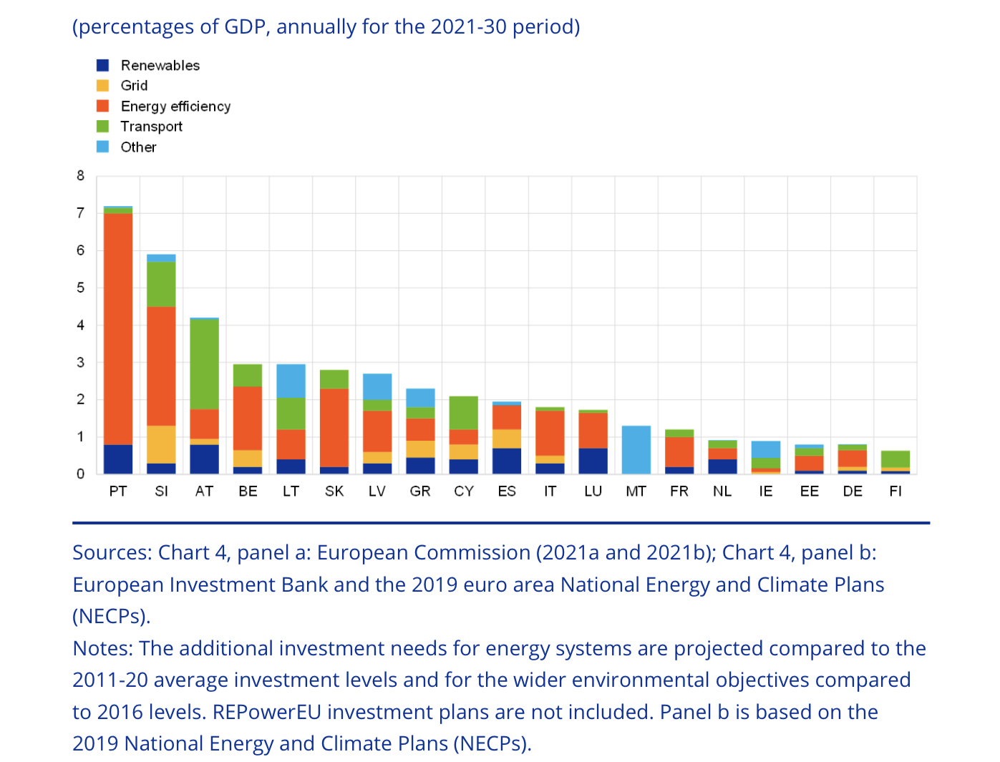 (percentages of GDP, annually for the 2021-30 period)
Renewables
Grid
Energy efficiency
Transport
Other
8
7
6
5
4
3
2
1
0
PT SI AT BE LT SK LV GR CY ES IT LU MT FR NL IE EE DE FI
Sources: Chart 4, panel a: European Commission (2021a and 2021b); Chart 4, panel b:
European Investment Bank and the 2019 euro area National Energy and Climate Plans
(NECPs).
Notes: The additional investment needs for energy systems are projected compared to the
2011-20 average investment levels and for the wider environmental objectives compared
to 2016 levels. REPowerEU investment plans are not included. Panel b is based on the
2019 National Energy and Climate Plans (NECPs).